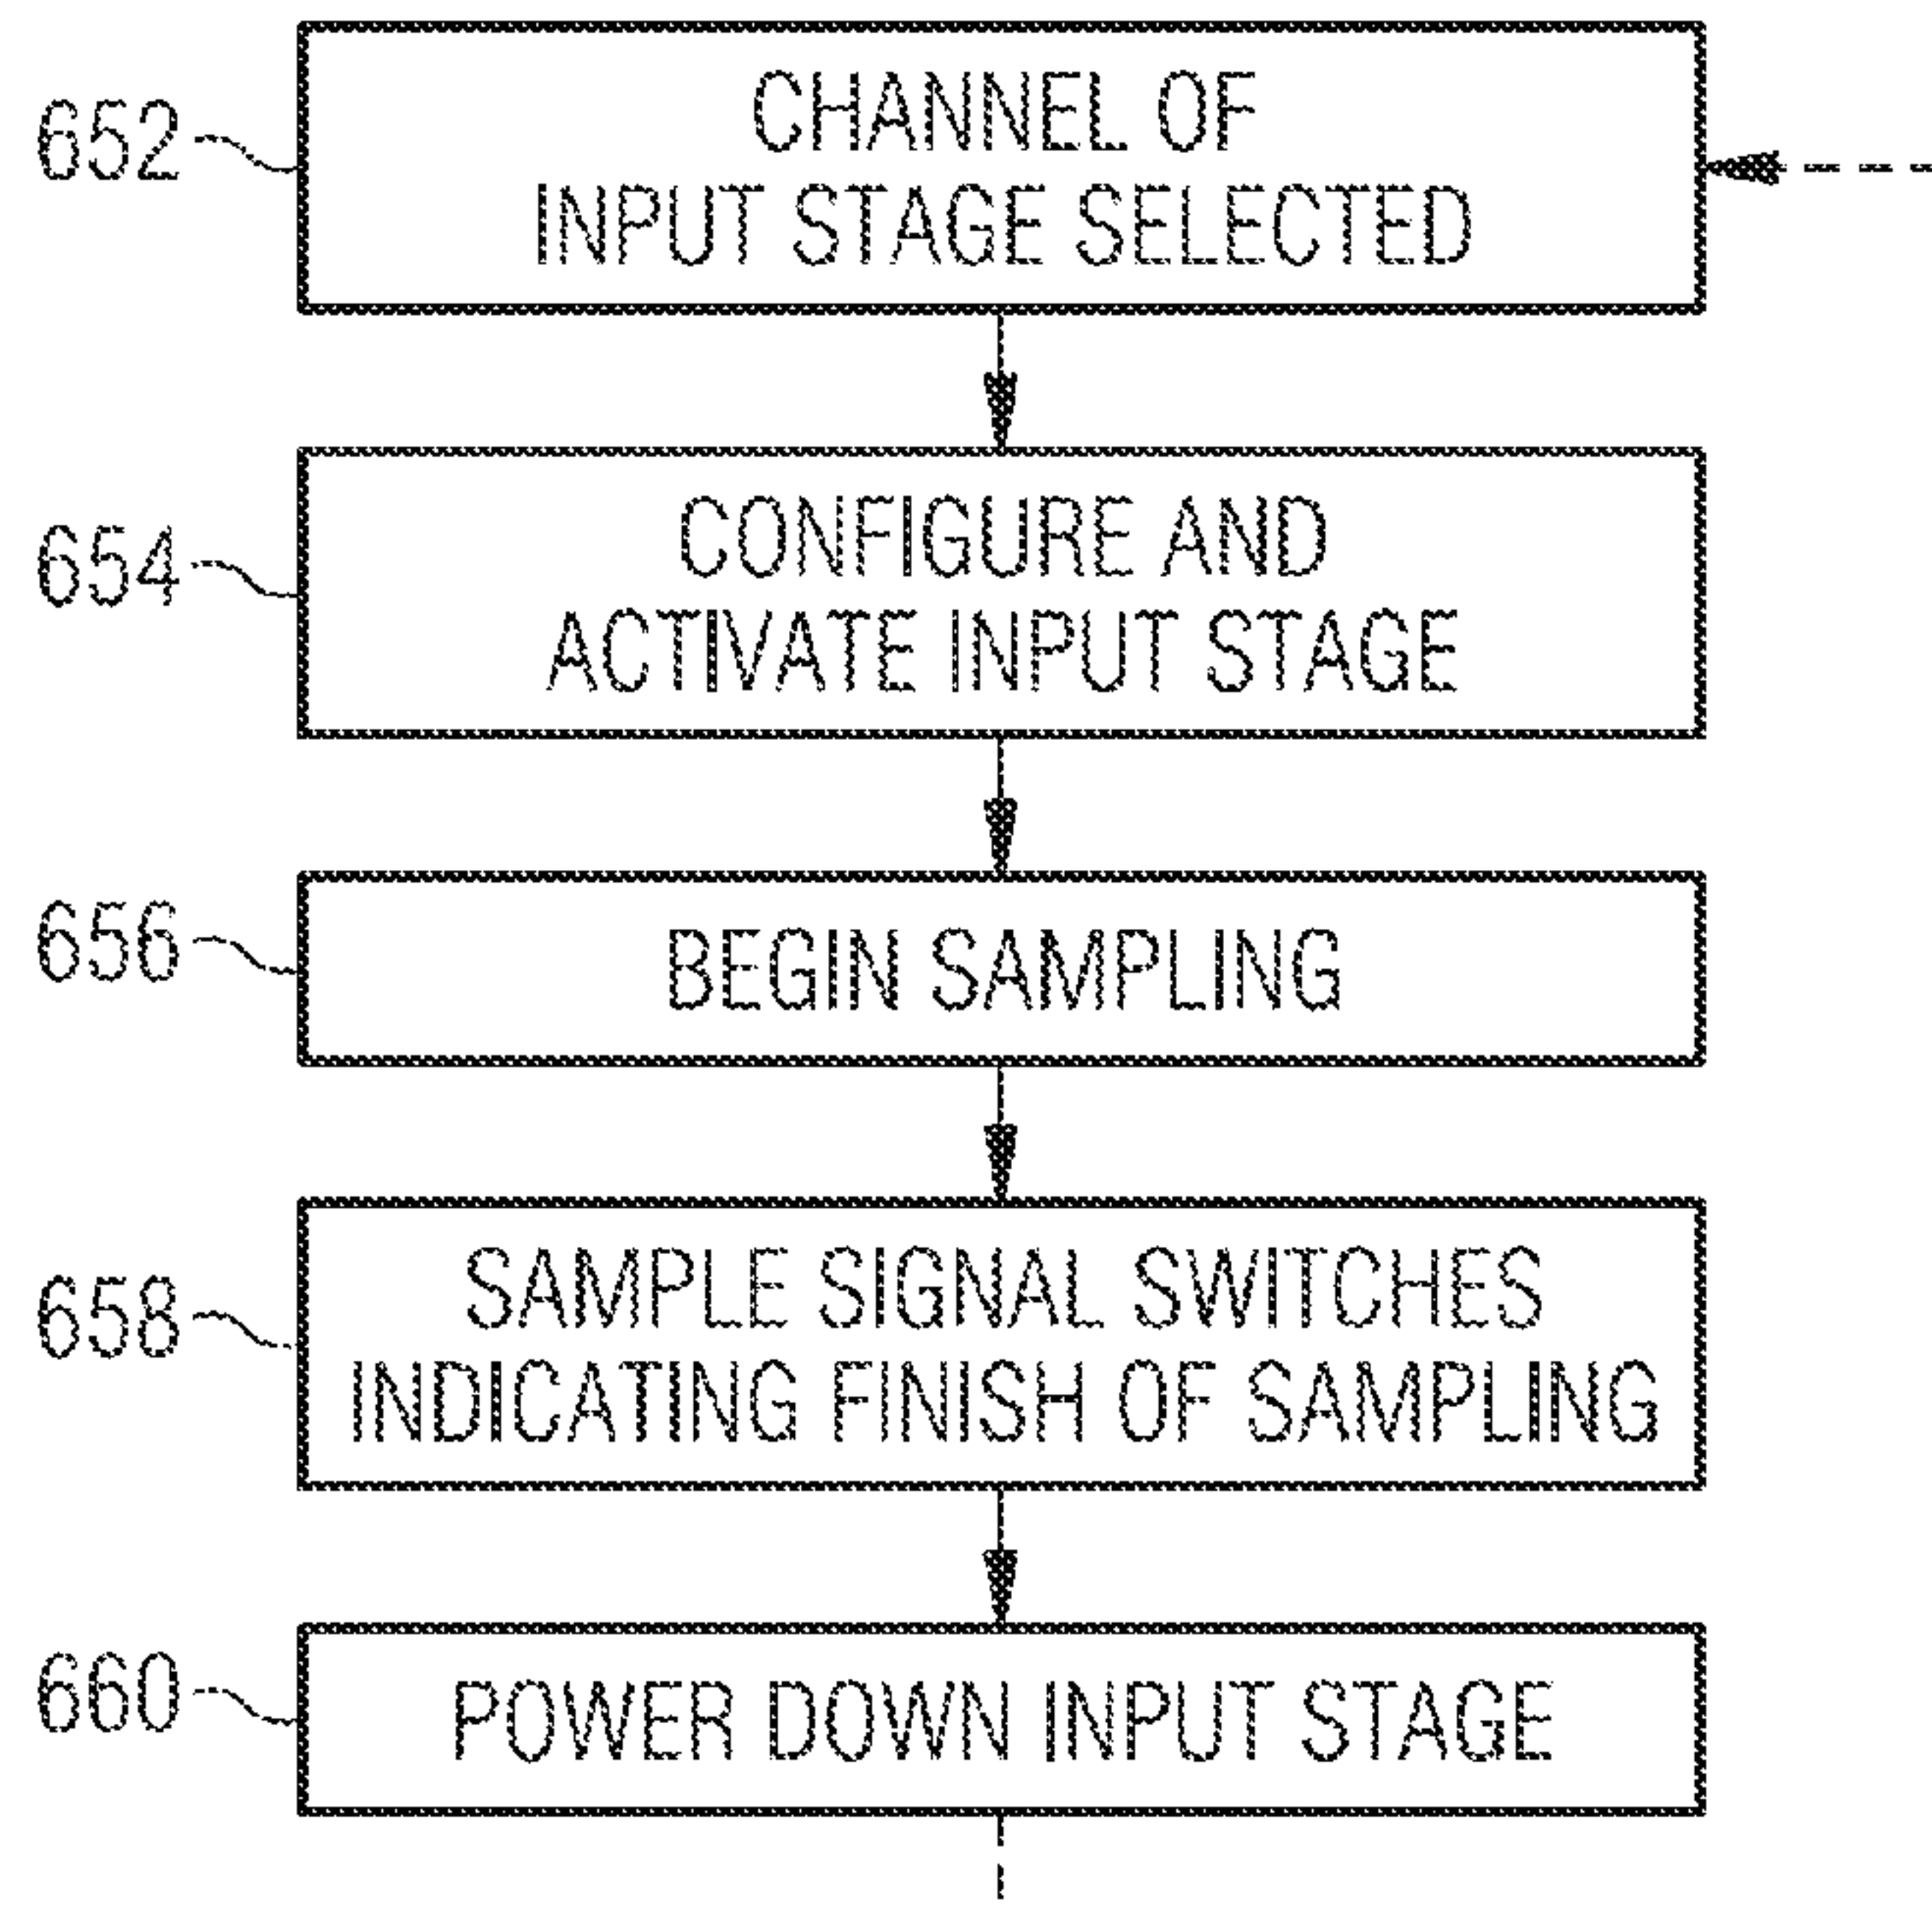 652
CHANNEL OF
INPUT STAGE SELECTED
654
CONFIGURE AND
ACTIVATE INPUT STAGE
656
BEGIN SAMPLING
658
SAMPLE SIGNAL SWITCHES
INDICATING FINISH OF SAMPLING
660
POWER DOWN INPUT STAGE